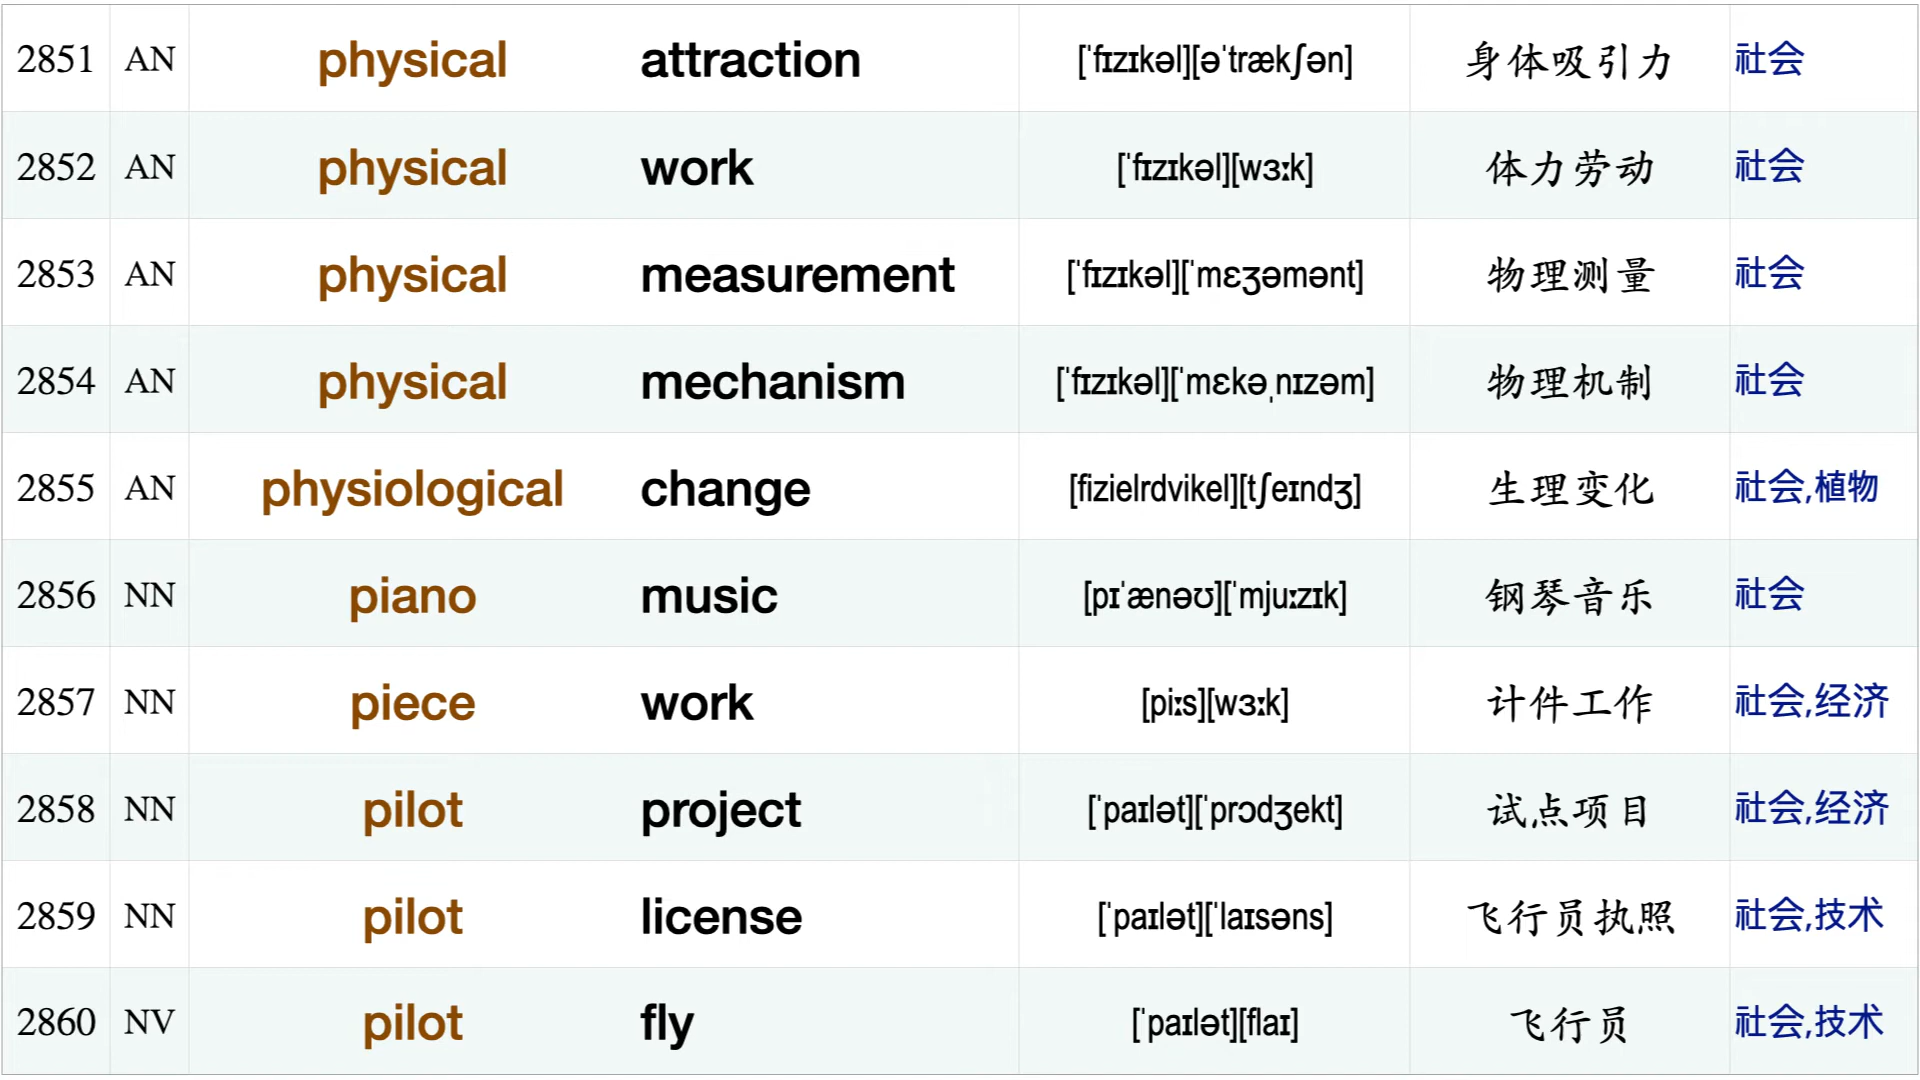 2851 AN physical attraction [ˈfɪzɪkəl][əˈtrækʃən] 身体吸引力 社会
2852 AN physical work [ˈfɪzɪkəl][wɜːk] 体力劳动 社会
2853 AN physical measurement [ˈfɪzɪkəl][ˈmɛʒəmənt] 物理测量 社会
2854 AN physical mechanism [ˈfɪzɪkəl][ˈmɛkəˌnɪzəm] 物理机制 社会
2855 AN physiological change [fizielrdvikel][tʃeɪndʒ] 生理变化 社会,植物
2856 NN piano music [pɪˈænəʊ][ˈmjuːzɪk] 钢琴音乐 社会
2857 NN piece work [piːs][wɜːk] 计件工作 社会,经济
2858 NN pilot project [ˈpaɪlət][ˈprɔdʒekt] 试点项目 社会,经济
2859 NN pilot license [ˈpaɪlət][ˈlaɪsəns] 飞行员执照 社会,技术
2860 NV pilot fly [ˈpaɪlət][flaɪ] 飞行员 社会,技术